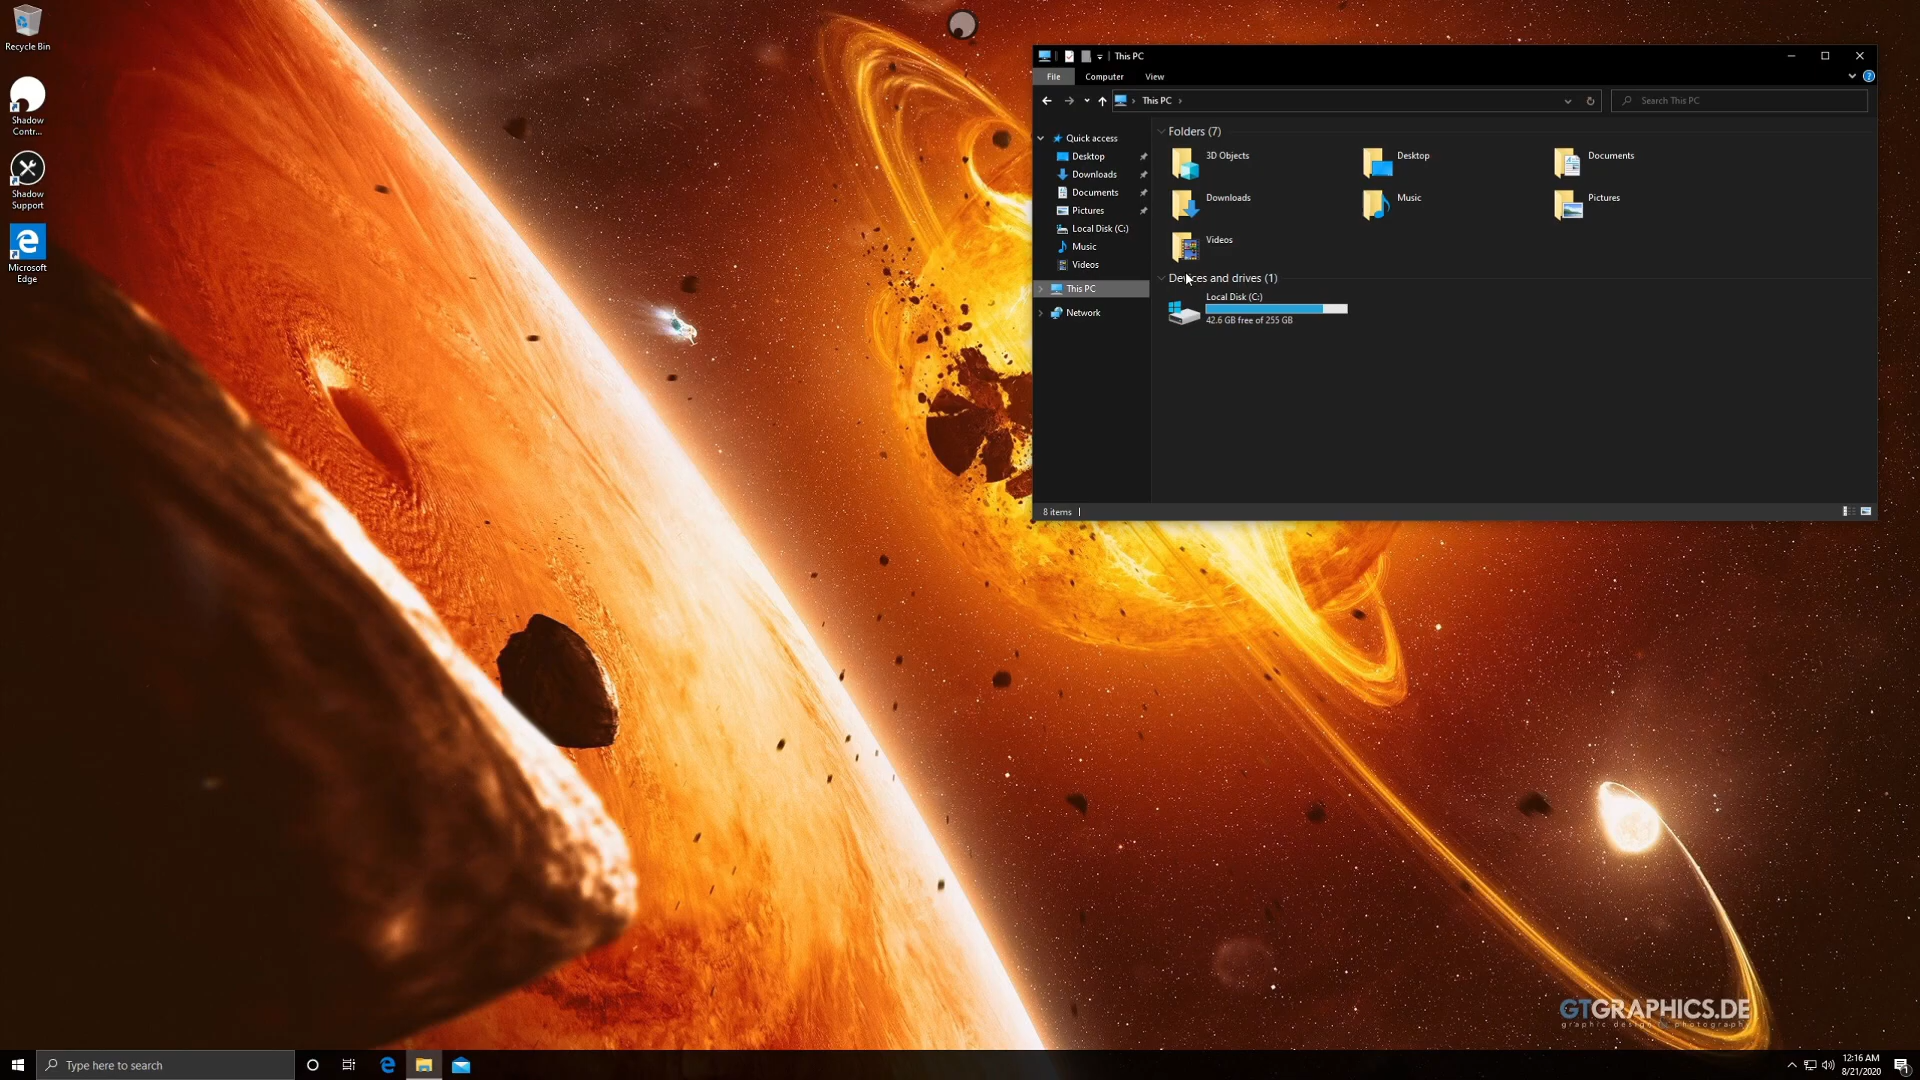 Recycle Bin
Shadow
Contr...
Shadow
Support
Microsoft
Edge
This PC
File Computer View
This PC
Search This PC
Quick access
Desktop
Downloads
Documents
Pictures
Local Disk (C:)
Music
Videos
This PC
Network
Folders (7)
3D Objects
Desktop
Documents
Downloads
Music
Pictures
Videos
Devices and drives (1)
Local Disk (C:)
42.6 GB free of 255 GB
8 items
GTGRAPHICS.DE
graphic design photography
Type here to search
12:16 AM
8/21/2020
1